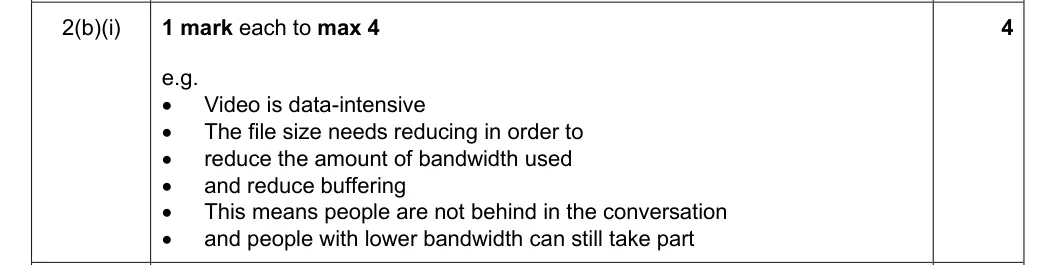 2(b)(i) 1 mark each to max 4 4
e.g.
• Video is data-intensive
• The file size needs reducing in order to
• reduce the amount of bandwidth used
• and reduce buffering
• This means people are not behind in the conversation
• and people with lower bandwidth can still take part